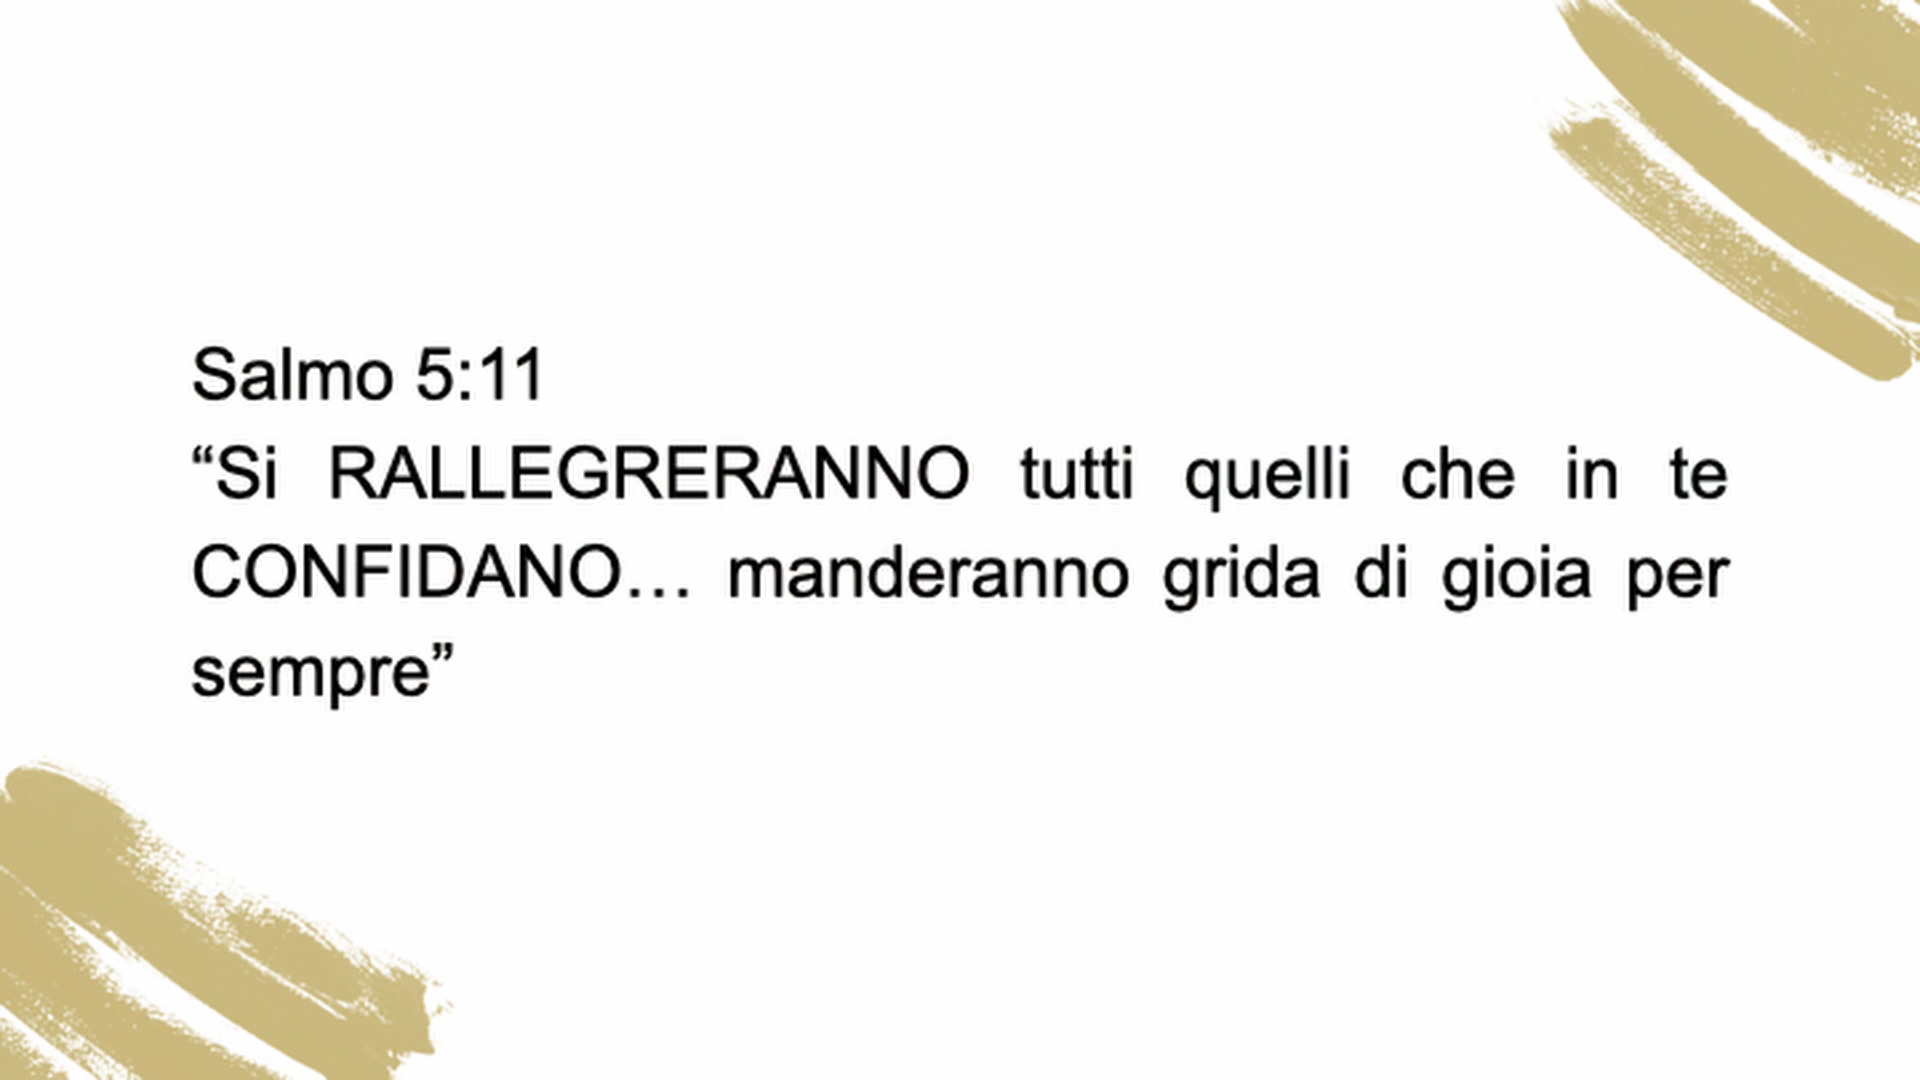 Salmo 5:11
“Si RALLEGRERANNO tutti quelli che in te
CONFIDANO… manderanno grida di gioia per
sempre”